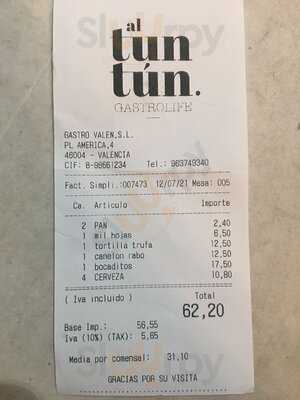 al
tun
tún.
GASTROLIFE
GASTRO VALEN,S.L.
PL AMERICA,4
46004 - VALENCIA
CIF: B-98661234 Tel.: 963749340
Fact. Simpli.:007473 12/07/21 Mesa: 005
Ca. Artículo Importe
2 PAN 2,40
1 mil hojas 6,50
1 tortilla trufa 12,50
1 canelon rabo 12,50
1 bocaditos 17,50
4 CERVEZA 10,80
( Iva incluido ) Total
62,20
Base Imp.: 56,55
Iva (10%) (TAX): 5,65
Media por comensal: 31,10
GRACIAS POR SU VISITA